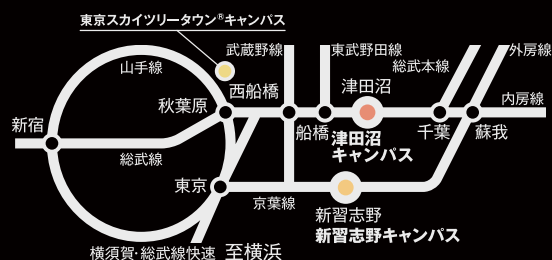 東京スカイツリータウン®キャンパス
武蔵野線
東武野田線
外房線
山手線
総武本線
西船橋
津田沼
秋葉原
内房線
新宿
船橋
津田沼
キャンパス
千葉
蘇我
総武線
東京
京葉線
新習志野
新習志野キャンパス
横須賀・総武線快速
至横浜